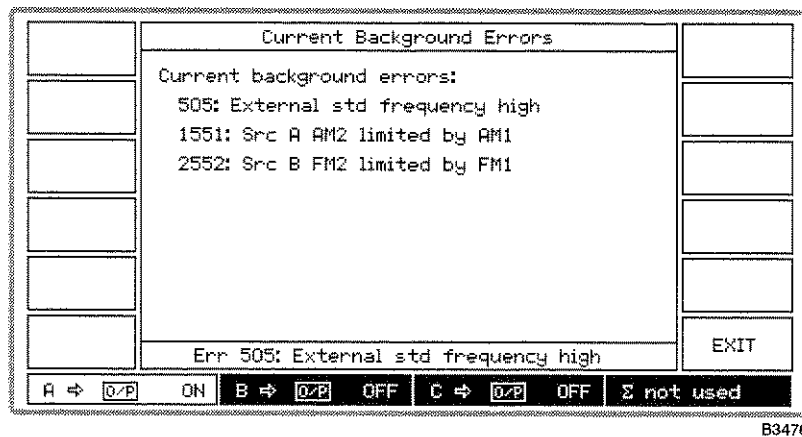 Current Background Errors
Current background errors:
505: External std frequency high
1551: Src A AM2 limited by AM1
2552: Src B FM2 limited by FM1
EXIT
Err 505: External std frequency high
A ⇨ O/P ON B ⇨ O/P OFF C ⇨ O/P OFF Σ not used
B3476